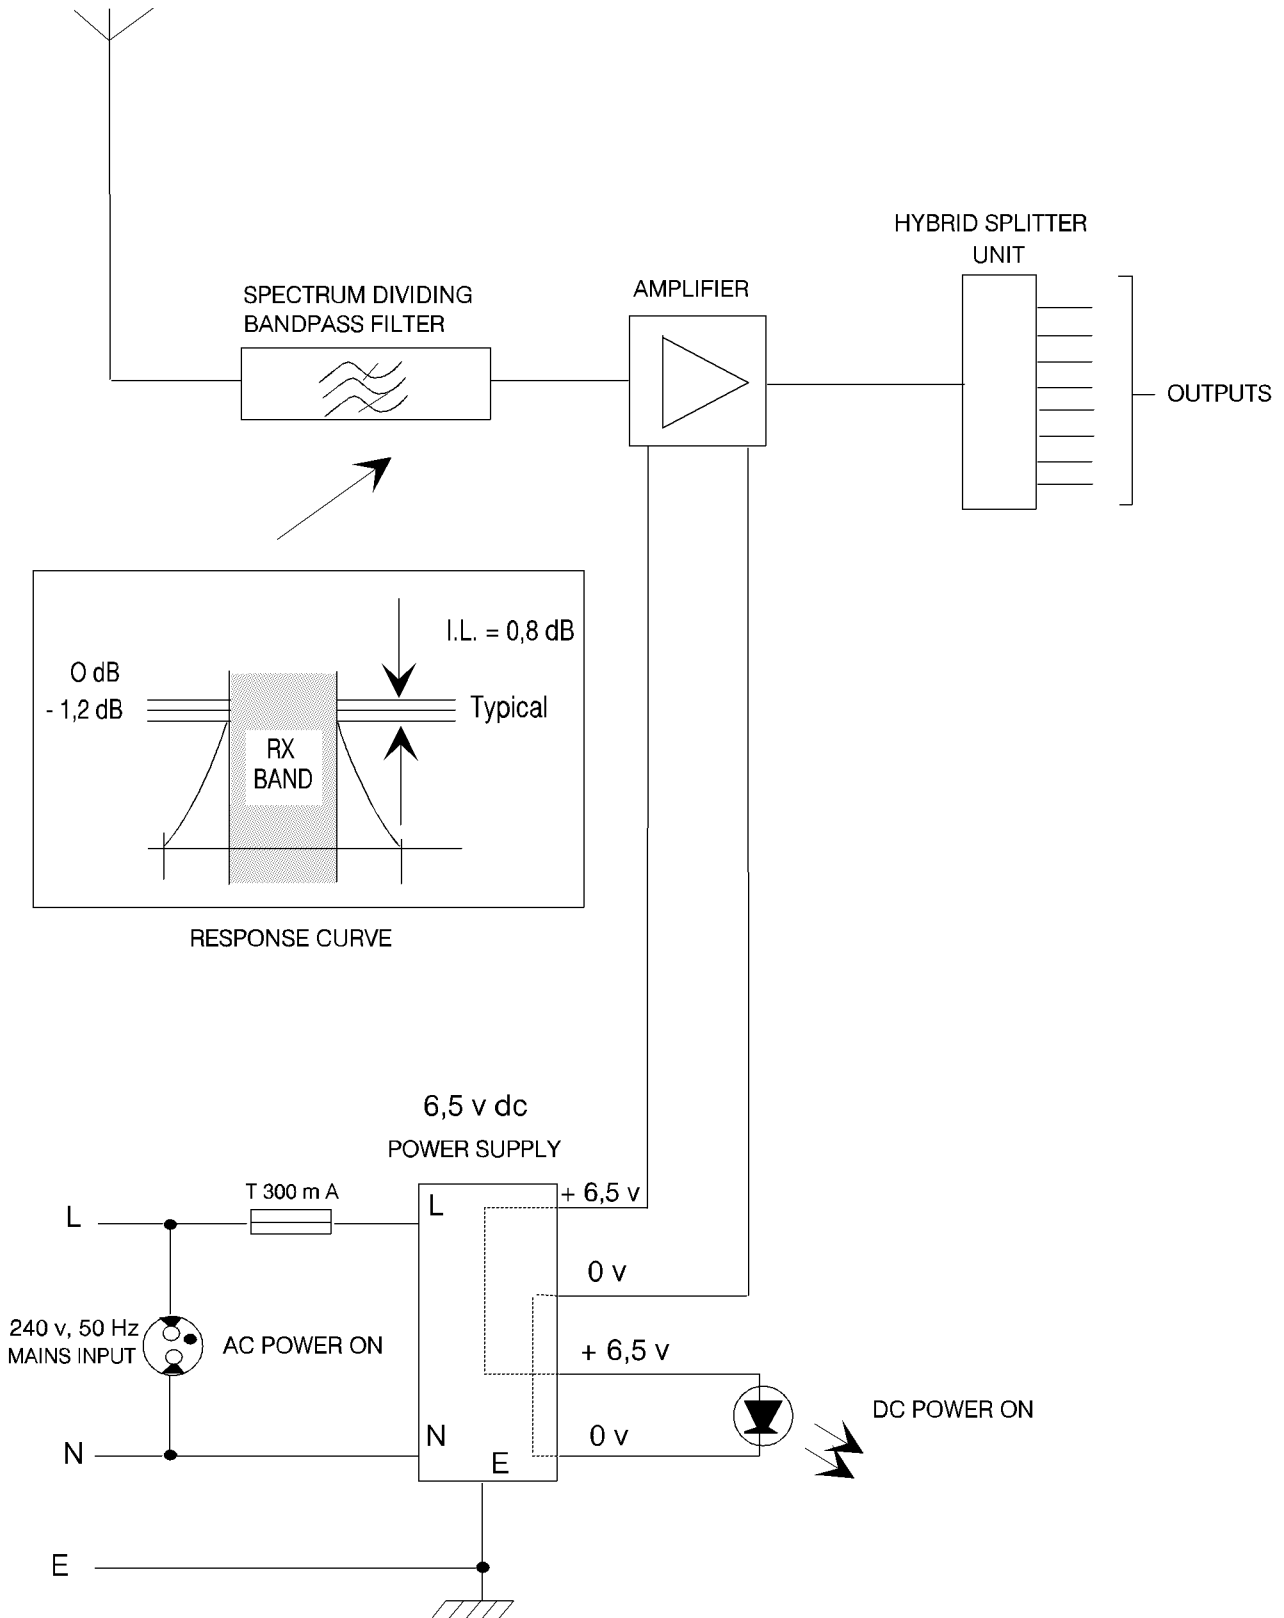 HYBRID SPLITTER
UNIT
SPECTRUM DIVIDING
BANDPASS FILTER
AMPLIFIER
OUTPUTS
I.L. = 0,8 dB
O dB
- 1,2 dB
Typical
RX
BAND
RESPONSE CURVE
6,5 v dc
POWER SUPPLY
T 300 m A
L
L
+ 6,5 v
0 v
240 v, 50 Hz
MAINS INPUT
AC POWER ON
+ 6,5 v
DC POWER ON
N
N
0 v
E
E